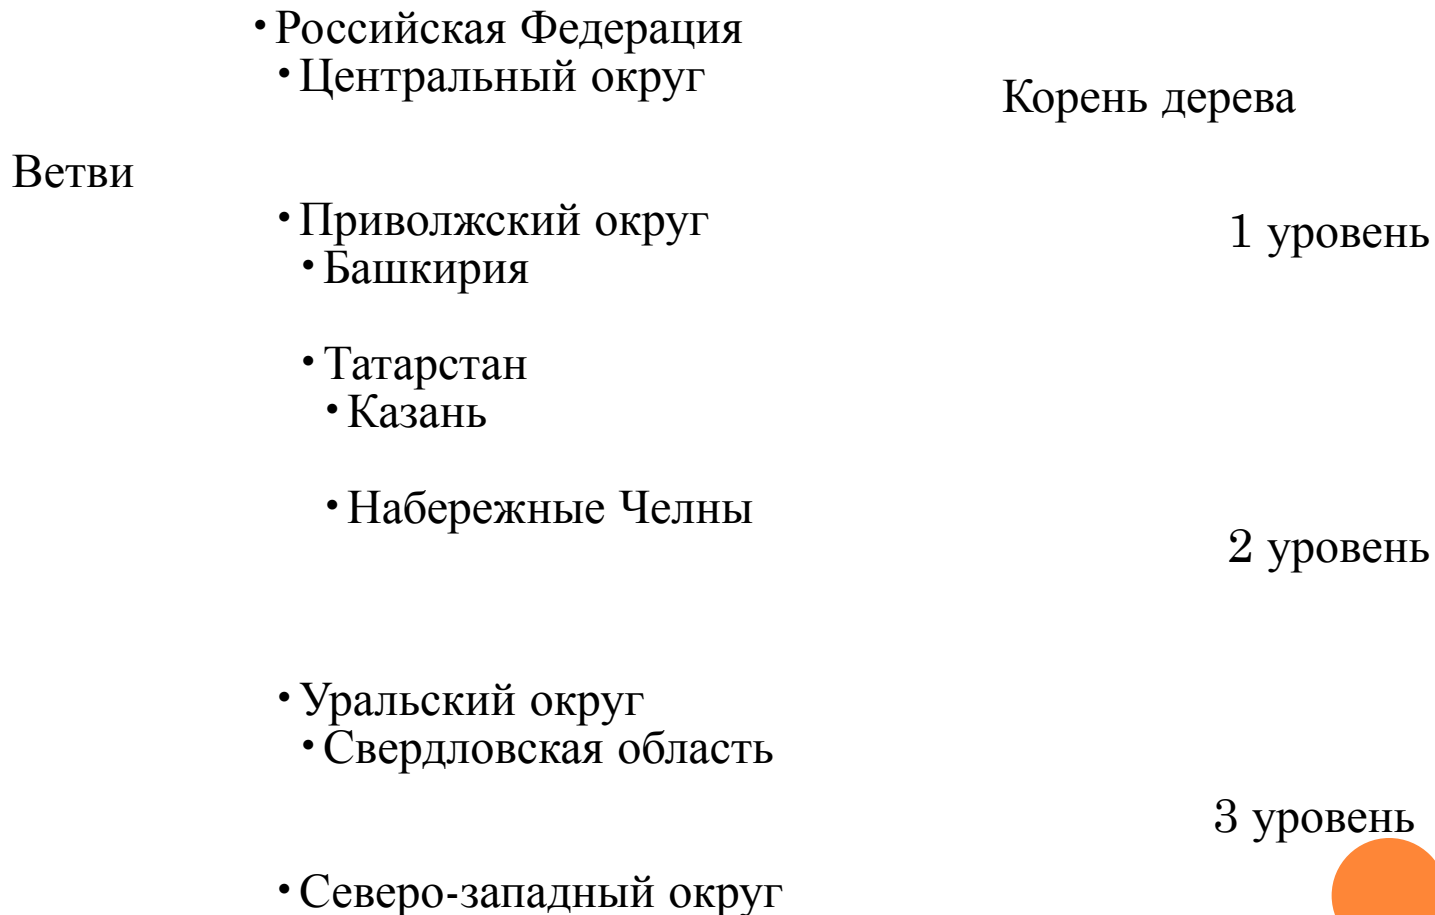 • Российская Федерация
• Центральный округ
Корень дерева
Ветви
• Приволжский округ
1 уровень
• Башкирия
• Татарстан
• Казань
• Набережные Челны
2 уровень
• Уральский округ
• Свердловская область
3 уровень
• Северо-западный округ